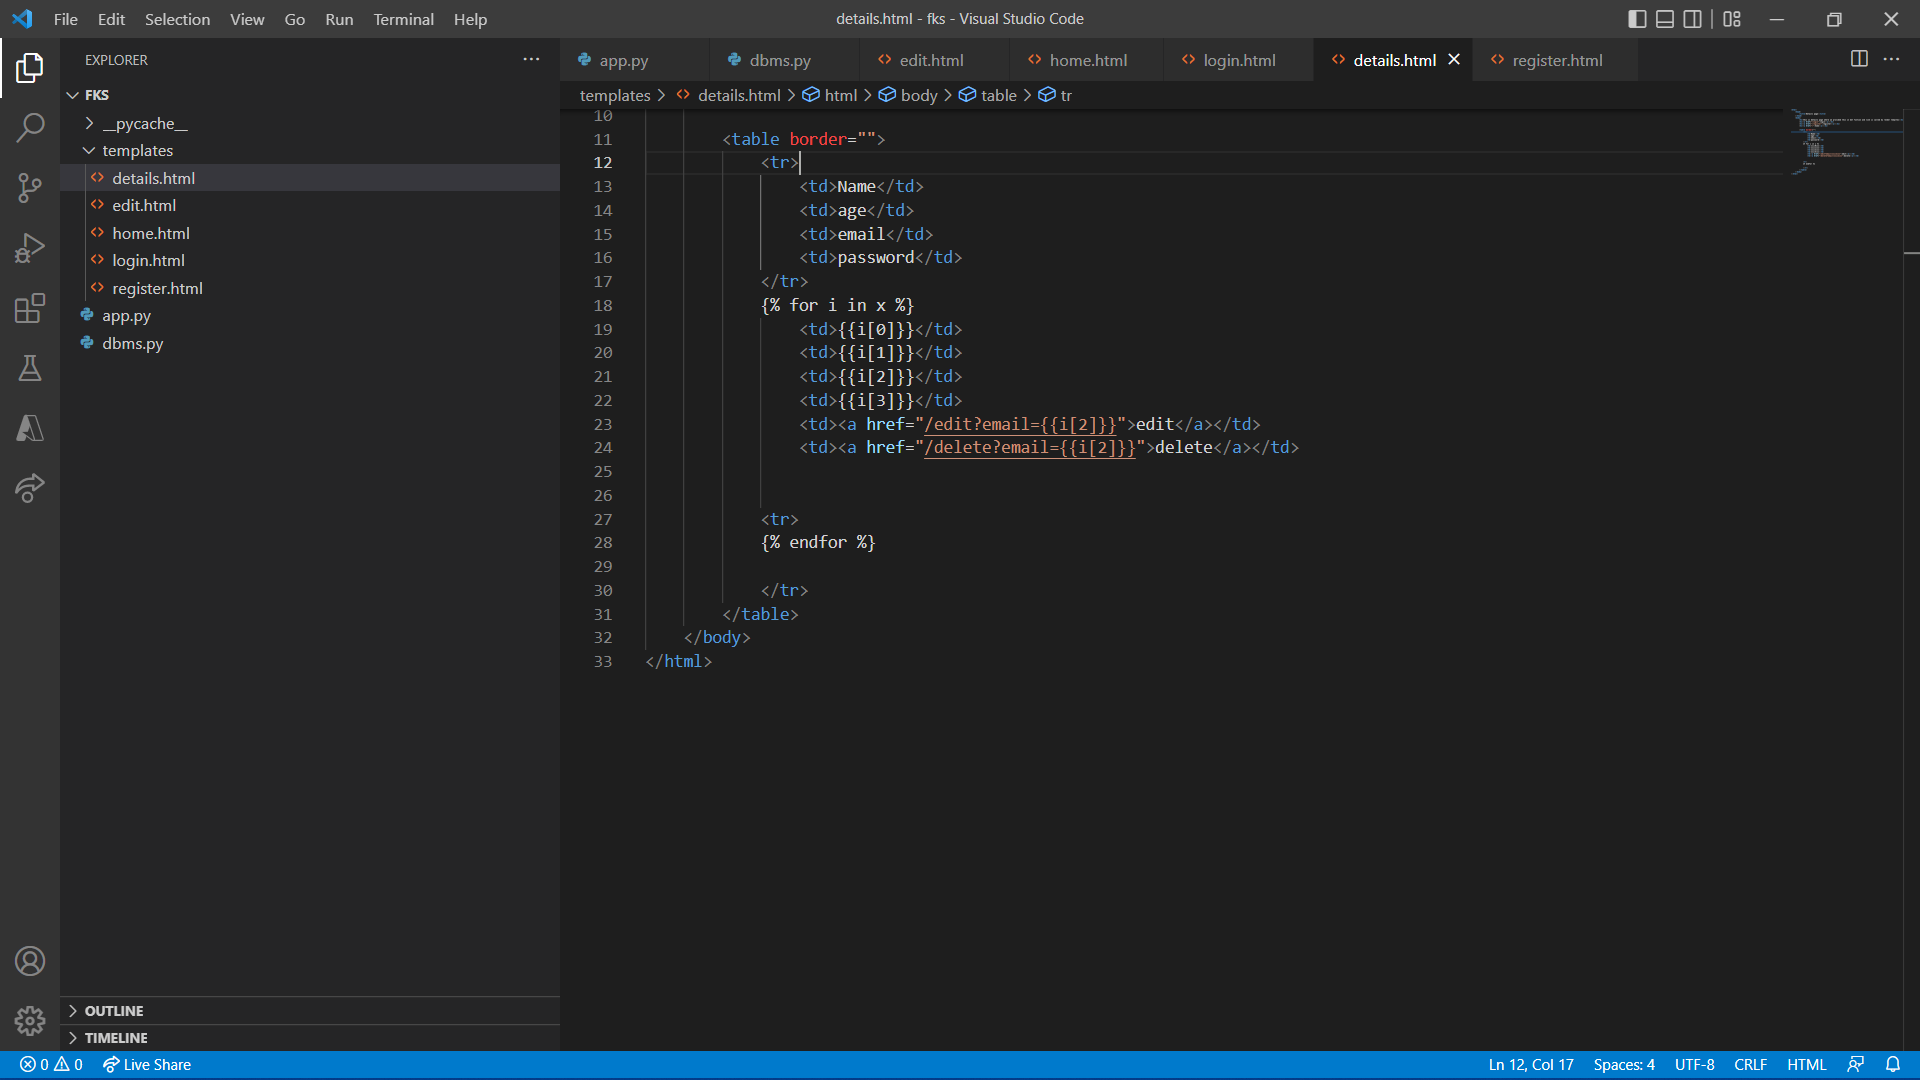 File Edit Selection View Go Run Terminal Help
details.html - fks - Visual Studio Code
EXPLORER
FKS
__pycache__
templates
details.html
edit.html
home.html
login.html
register.html
app.py
dbms.py
OUTLINE
TIMELINE
app.py dbms.py edit.html home.html login.html details.html register.html
templates > details.html > html > body > table > tr
10
11 <table border="">
12 <tr>
13 <td>Name</td>
14 <td>age</td>
15 <td>email</td>
16 <td>password</td>
17 </tr>
18 {% for i in x %}
19 <td>{{i[0]}}</td>
20 <td>{{i[1]}}</td>
21 <td>{{i[2]}}</td>
22 <td>{{i[3]}}</td>
23 <td><a href="/edit?email={{i[2]}}">edit</a></td>
24 <td><a href="/delete?email={{i[2]}}">delete</a></td>
25
26
27 <tr>
28 {% endfor %}
29
30 </tr>
31 </table>
32 </body>
33 </html>
0 0 Live Share
Ln 12, Col 17 Spaces: 4 UTF-8 CRLF HTML